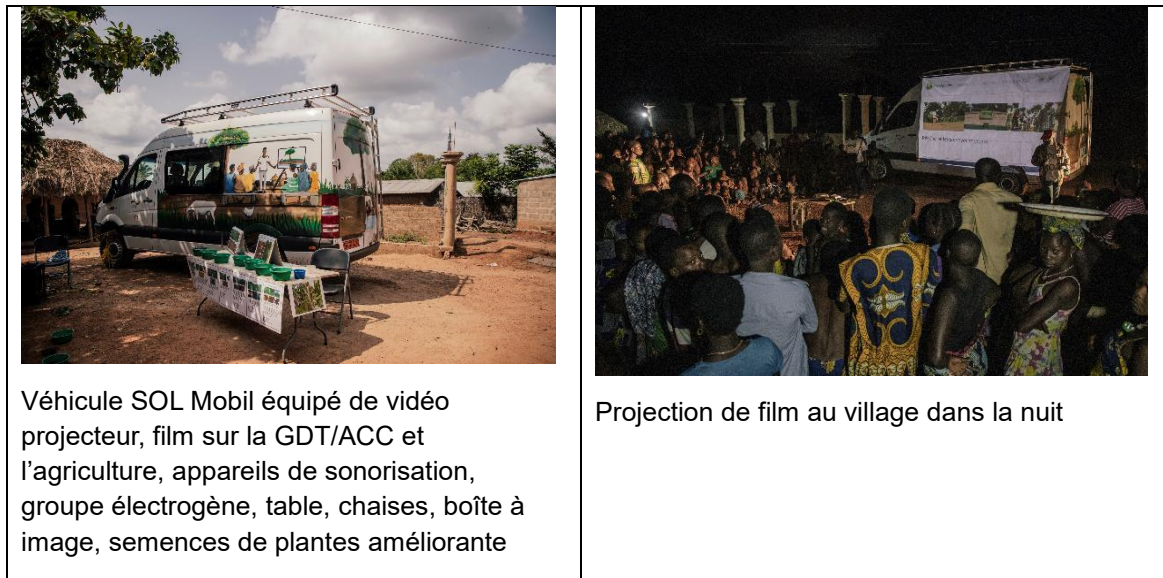 Véhicule SOL Mobil équipé de vidéo
projecteur, film sur la GDT/ACC et
l’agriculture, appareils de sonorisation,
groupe électrogène, table, chaises, boîte à
image, semences de plantes améliorante
Projection de film au village dans la nuit